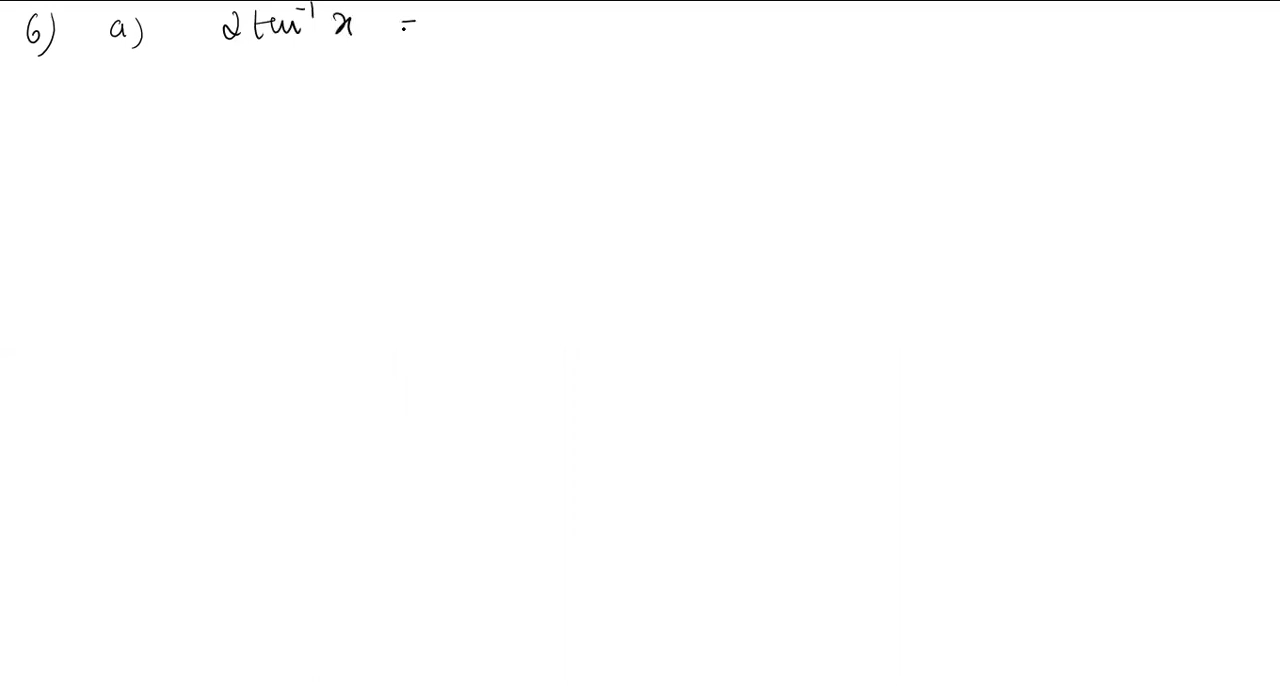 6) a) 2 tan⁻¹ x =